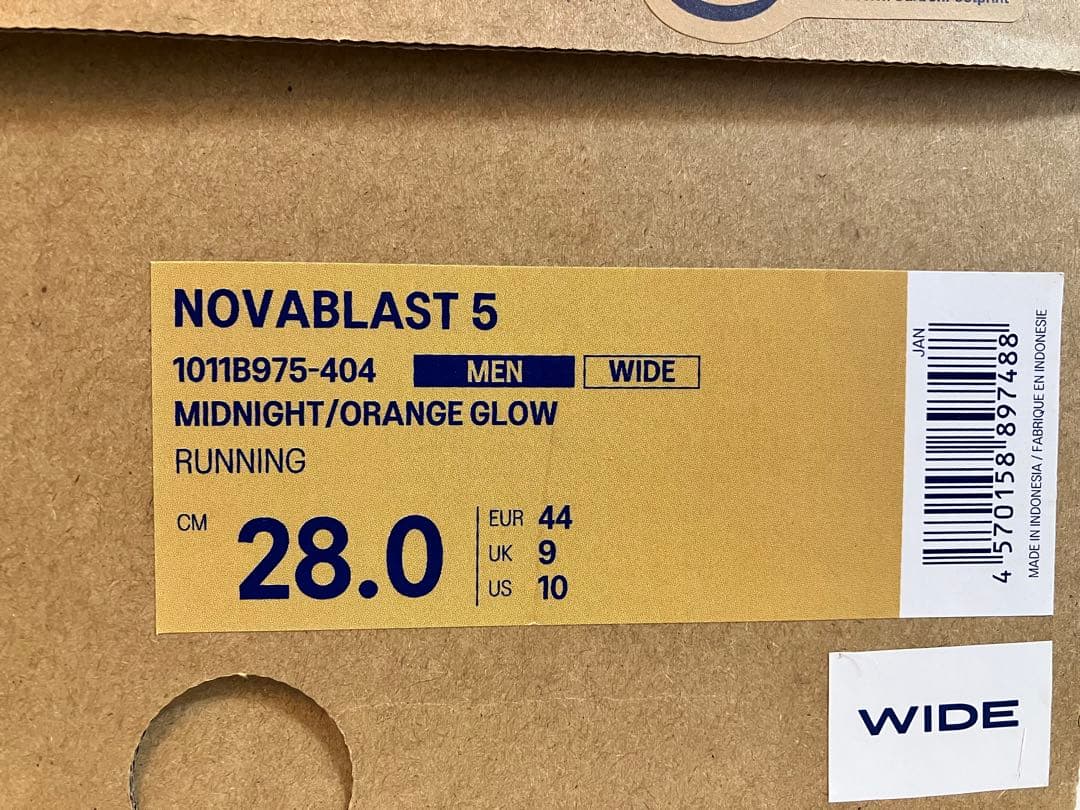 NOVABLAST 5
1011B975-404 MEN WIDE
MIDNIGHT/ORANGE GLOW
RUNNING
CM 28.0
EUR 44
UK 9
US 10
JAN
4 570158 897488
MADE IN INDONESIA / FABRIQUE EN INDONESIE
WIDE